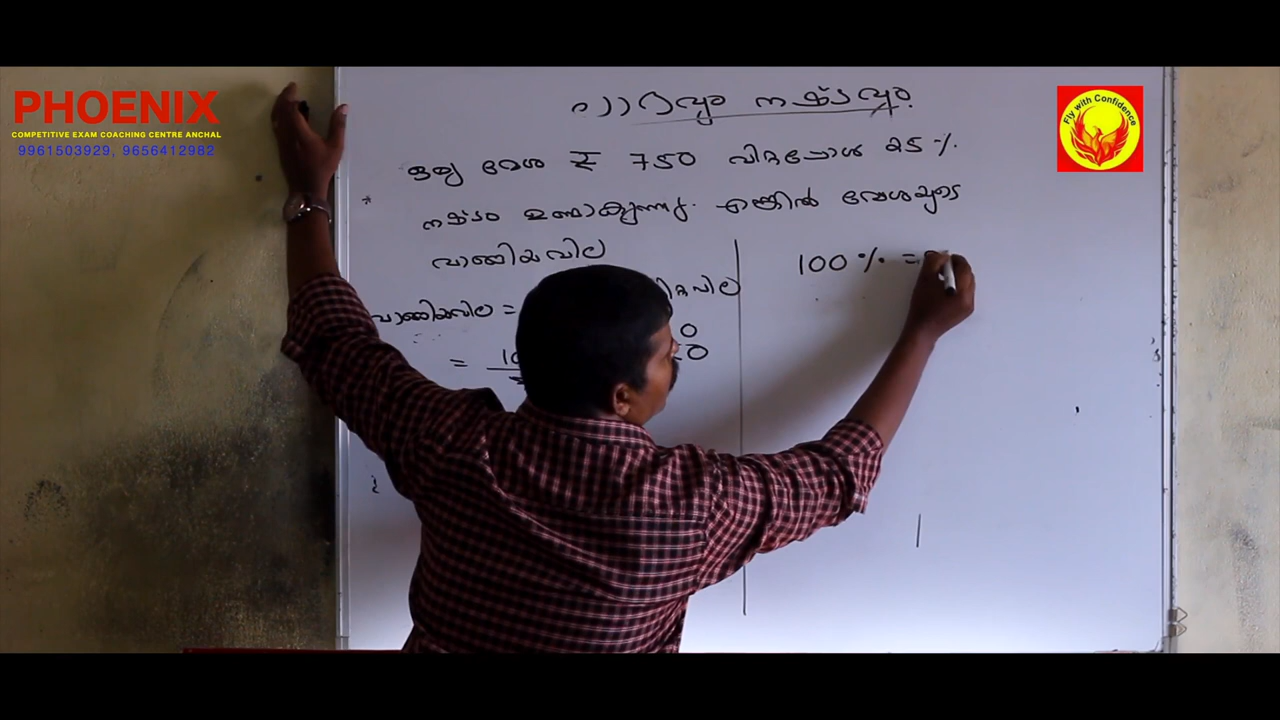 PHOENIX
COMPETITIVE EXAM COACHING CENTRE ANCHAL
9961503929, 9656412982
Fly with Confidence
ലാഭവും നഷ്ടവും.
ഒരു മേശ ₹ 750 വിറ്റപ്പോൾ 25 %.
* നഷ്ടം ഉണ്ടാകുന്നു. എങ്കിൽ മേശയുടെ
വാങ്ങിയവില
വാങ്ങിയവില =
100 % =
=